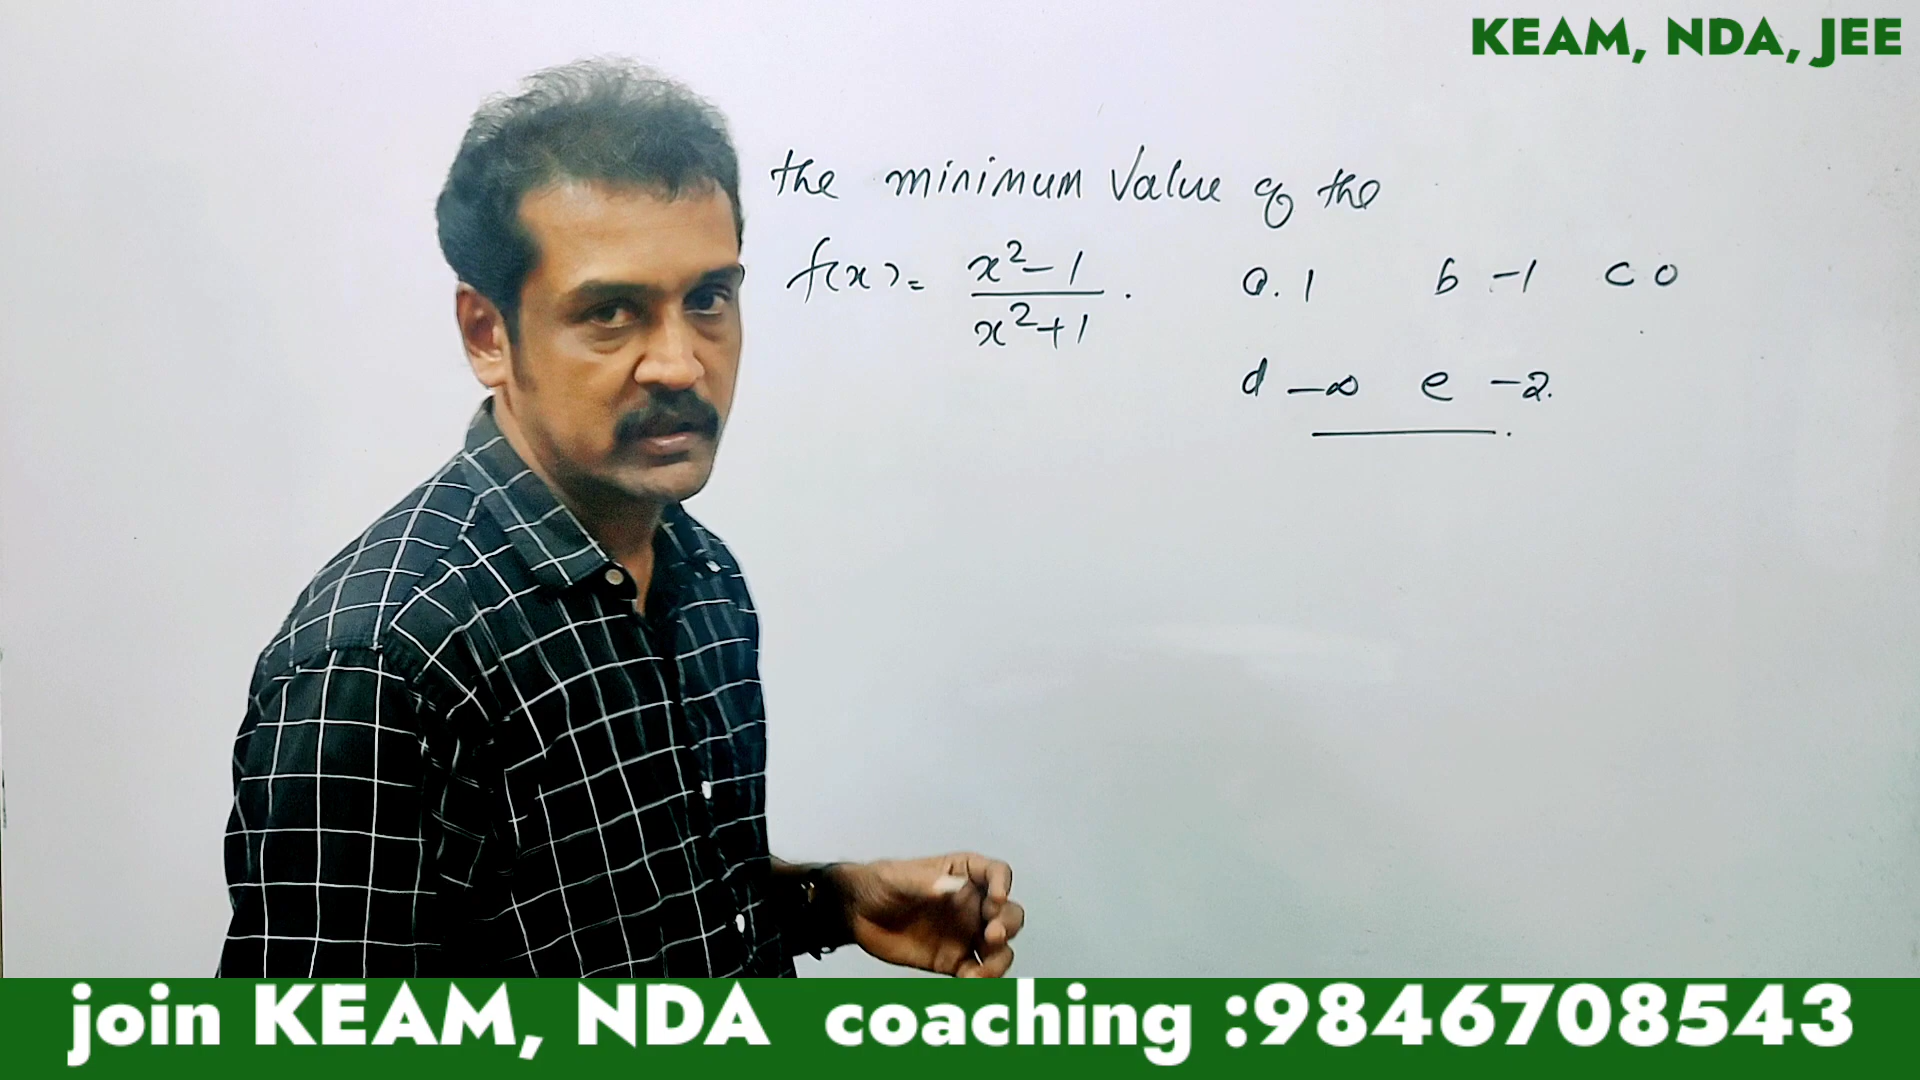 KEAM, NDA, JEE
the minimum value of the
f(x) = x²-1 / x²+1 . a. 1 b -1 c 0
d -∞ e -2.
join KEAM, NDA coaching :9846708543